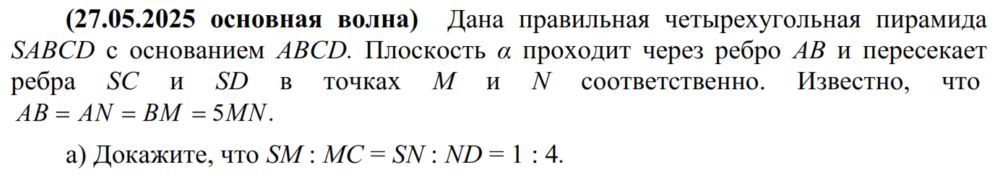 (27.05.2025 основная волна) Дана правильная четырехугольная пирамида
SABCD с основанием ABCD. Плоскость α проходит через ребро AB и пересекает
ребра SC и SD в точках M и N соответственно. Известно, что
AB = AN = BM = 5MN.
а) Докажите, что SM : MC = SN : ND = 1 : 4.